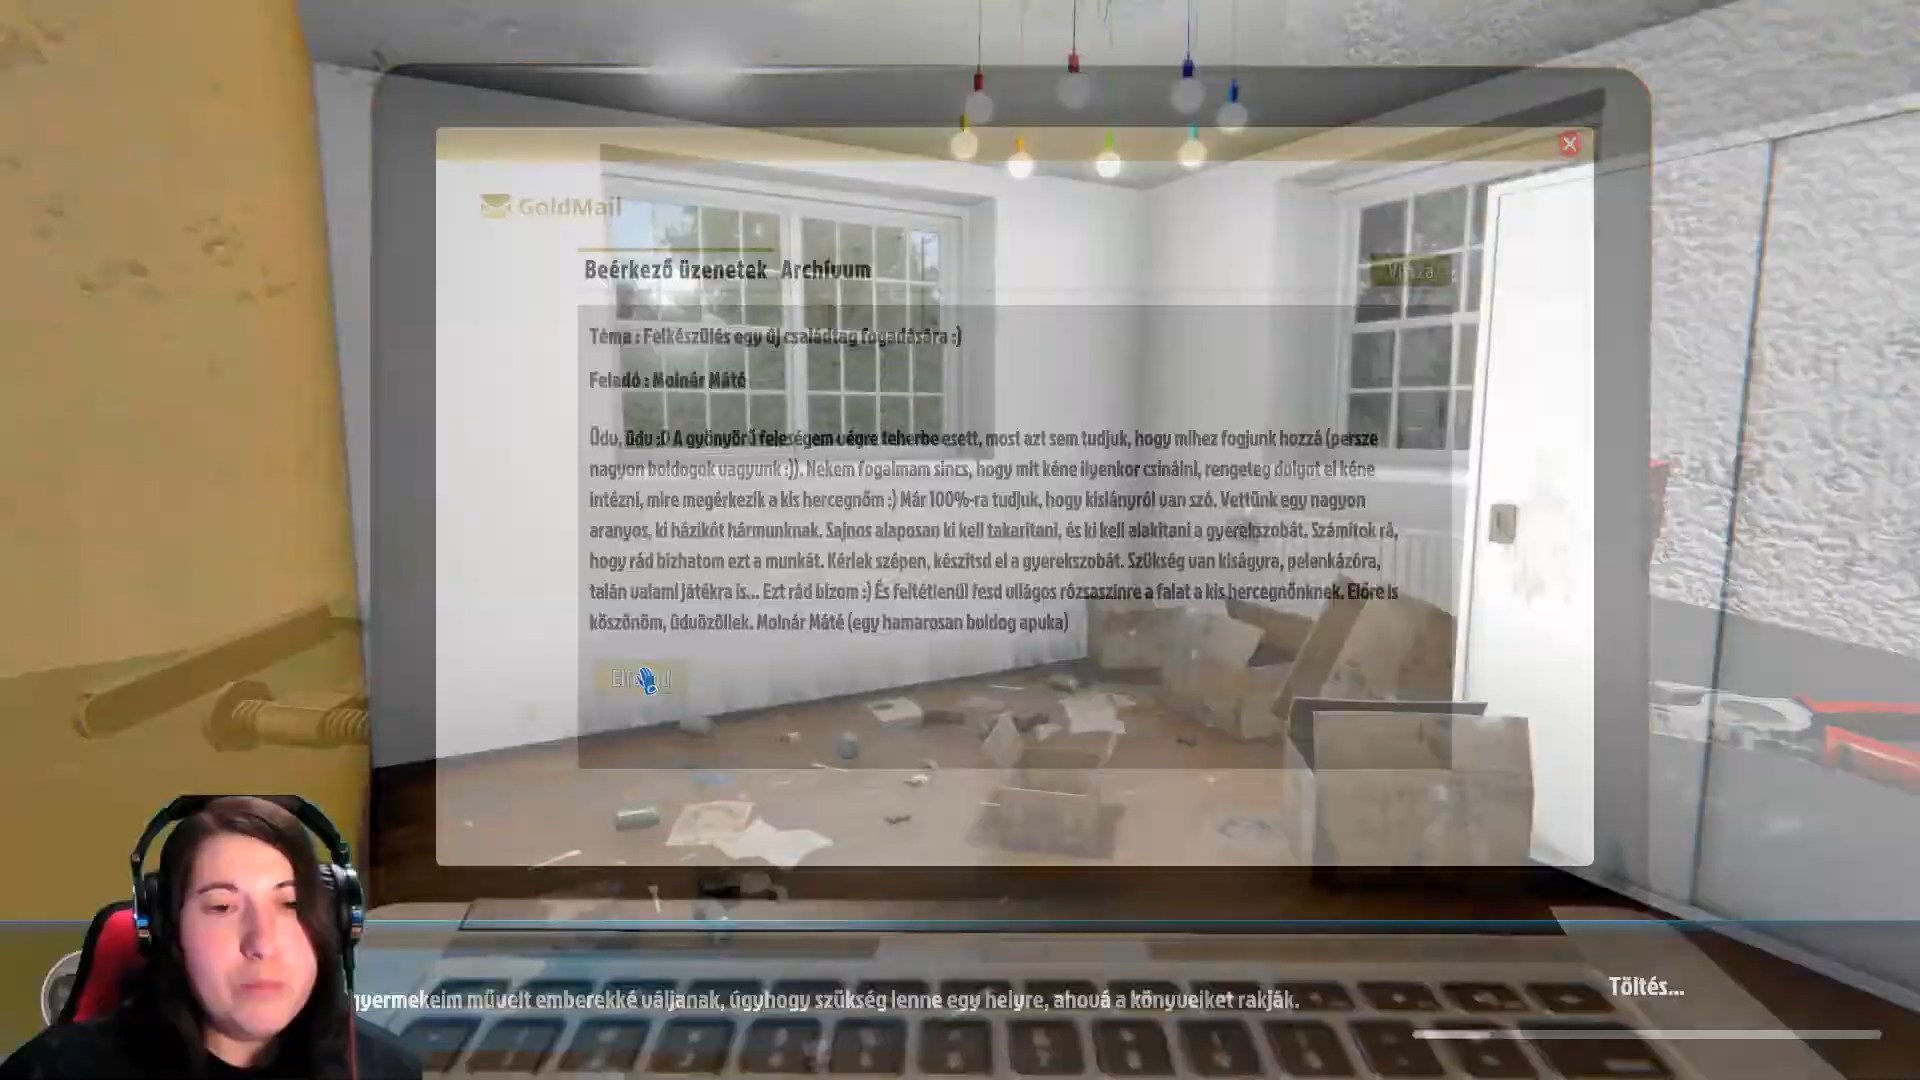 GoldMail
Beérkező üzenetek Archívum
Vissza
Téma : Felkészülés egy új családtag fogadására :)
Feladó : Molnár Máté
Üdv, üdv :D A gyönyörű feleségem végre teherbe esett, most azt sem tudjuk, hogy mihez fogjunk hozzá (persze
nagyon boldogok vagyunk :)). Nekem fogalmam sincs, hogy mit kéne ilyenkor csinálni, rengeteg dolgot el kéne
intézni, mire megérkezik a kis hercegnőm :) Már 100%-ra tudjuk, hogy kislányról van szó. Vettünk egy nagyon
aranyos, ki házikót hármunknak. Sajnos alaposan ki kell takarítani, és ki kell alakítani a gyerekszobát. Számítok rá,
hogy rád bízhatom ezt a munkát. Kérlek szépen, készítsd el a gyerekszobát. Szükség van kiságyra, pelenkázóra,
talán valami játékra is... Ezt rád bízom :) És feltétlenül fesd világos rózsaszínre a falat a kis hercegnőnknek. Előre is
köszönöm, üdvözöllek. Molnár Máté (egy hamarosan boldog apuka)
Elfogad
gyermekeim művelt emberekké váljanak, úgyhogy szükség lenne egy helyre, ahová a könyveiket rakják.
Töltés...